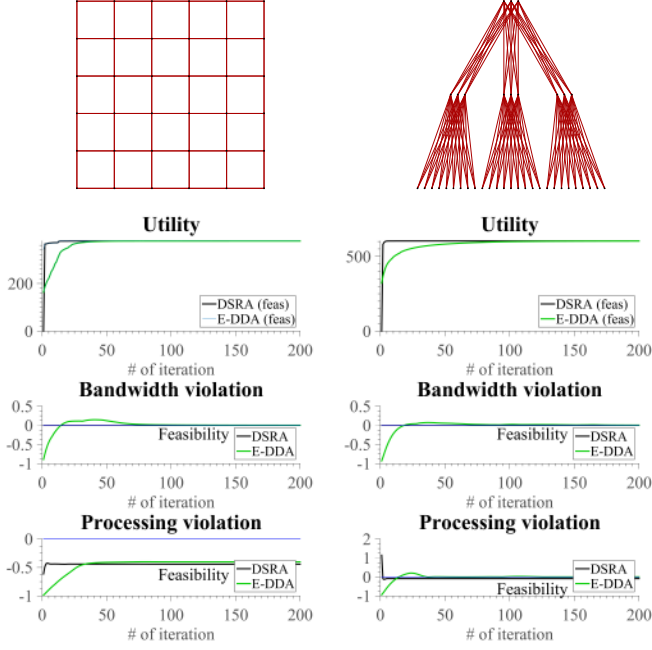 Utility
200
0
DSRA (feas)
E-DDA (feas)
0 50 100 150 200
# of iteration
Utility
500
0
DSRA (feas)
E-DDA (feas)
0 50 100 150 200
# of iteration
Bandwidth violation
0.5
0
-0.5
-1
Feasibility
DSRA
E-DDA
0 50 100 150 200
# of iteration
Bandwidth violation
0.5
0
-0.5
-1
Feasibility
DSRA
E-DDA
0 50 100 150 200
# of iteration
Processing violation
0
-0.5
-1
Feasibility
DSRA
E-DDA
0 50 100 150 200
# of iteration
Processing violation
2
1
0
-1
Feasibility
DSRA
E-DDA
0 50 100 150 200
# of iteration